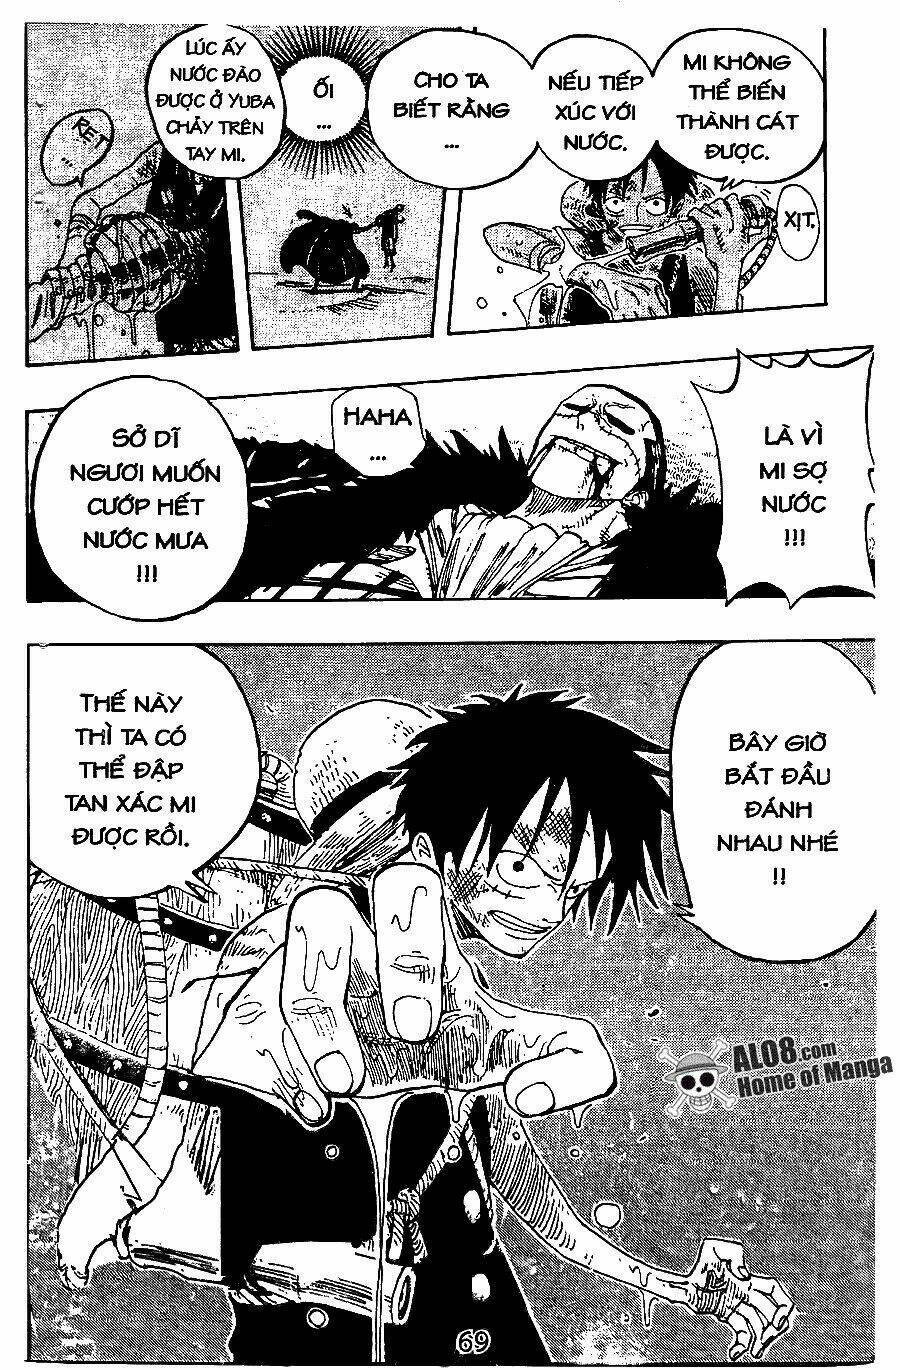 LÚC ẤY
NƯỚC ĐÀO
ĐƯỢC Ở YUBA
CHẢY TRÊN
TAY MI.
RẸT
...
ỐI
...
CHO TA
BIẾT RẰNG
...
NẾU TIẾP
XÚC VỚI
NƯỚC.
MI KHÔNG
THỂ BIẾN
THÀNH CÁT
ĐƯỢC.
XỊT.
SỞ DĨ
NGƯƠI MUỐN
CƯỚP HẾT
NƯỚC MƯA
!!!
HAHA
...
LÀ VÌ
MI SỢ
NƯỚC
!!!
THẾ NÀY
THÌ TA CÓ
THỂ ĐẬP
TAN XÁC MI
ĐƯỢC RỒI.
BÂY GIỜ
BẮT ĐẦU
ĐÁNH
NHAU NHÉ
!!
AL08.com
Home of Manga
69